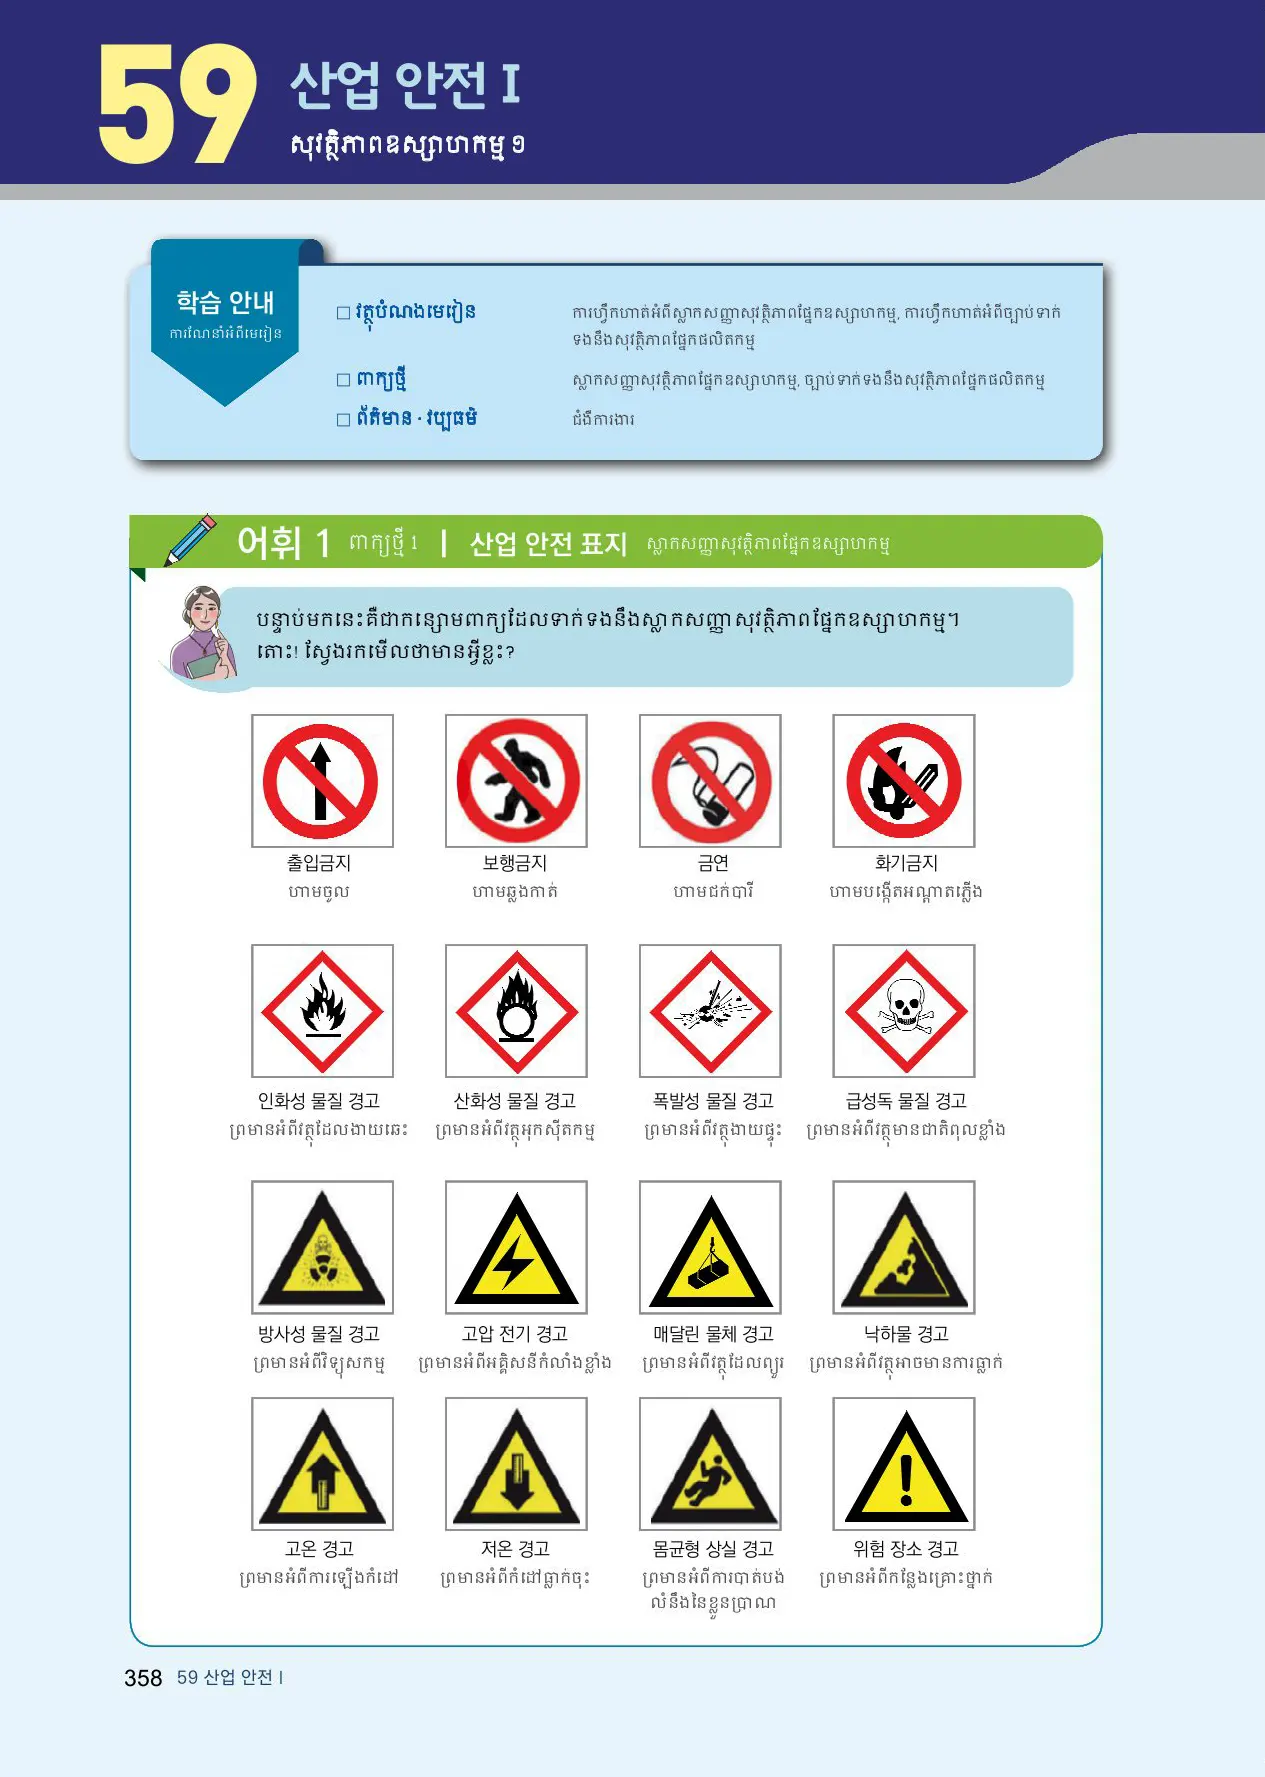 59
산업 안전 I
សុវត្ថិភាពឧស្សាហកម្ម ១
학습 안내
ការណែនាំអំពីមេរៀន
□ វត្ថុបំណងមេរៀន
ការហ្វឹកហាត់អំពីស្លាកសញ្ញាសុវត្ថិភាពផ្នែកឧស្សាហកម្ម, ការហ្វឹកហាត់អំពីច្បាប់ទាក់
ទងនឹងសុវត្ថិភាពផ្នែកផលិតកម្ម
□ ពាក្យថ្មី
ស្លាកសញ្ញាសុវត្ថិភាពផ្នែកឧស្សាហកម្ម, ច្បាប់ទាក់ទងនឹងសុវត្ថិភាពផ្នែកផលិតកម្ម
□ ព័ត៌មាន · វប្បធម៌
ជំងឺការងារ
어휘 1 ពាក្យថ្មី 1 | 산업 안전 표지 ស្លាកសញ្ញាសុវត្ថិភាពផ្នែកឧស្សាហកម្ម
បន្ទាប់មកនេះគឺជាកន្សោមពាក្យដែលទាក់ទងនឹងស្លាកសញ្ញាសុវត្ថិភាពផ្នែកឧស្សាហកម្ម។
តោះ! ស្វែងរកមើលថាមានអ្វីខ្លះ?
출입금지 보행금지 금연 화기금지
ហាមចូល ហាមឆ្លងកាត់ ហាមជក់បារី ហាមបង្កើតអណ្តាតភ្លើង
인화성 물질 경고 산화성 물질 경고 폭발성 물질 경고 급성독 물질 경고
ព្រមានអំពីវត្ថុដែលងាយឆេះ ព្រមានអំពីវត្ថុអុកស៊ីតកម្ម ព្រមានអំពីវត្ថុងាយផ្ទុះ ព្រមានអំពីវត្ថុមានជាតិពុលខ្លាំង
방사성 물질 경고 고압 전기 경고 매달린 물체 경고 낙하물 경고
ព្រមានអំពីវិទ្យុសកម្ម ព្រមានអំពីអគ្គិសនីកំលាំងខ្លាំង ព្រមានអំពីវត្ថុដែលព្យួរ ព្រមានអំពីវត្ថុអាចមានការធ្លាក់
고온 경고 저온 경고 몸균형 상실 경고 위험 장소 경고
ព្រមានអំពីការឡើងកំដៅ ព្រមានអំពីកំដៅធ្លាក់ចុះ ព្រមានអំពីការបាត់បង់ ព្រមានអំពីកន្លែងគ្រោះថ្នាក់
លំនឹងនៃខ្លួនប្រាណ
358 59 산업 안전 I